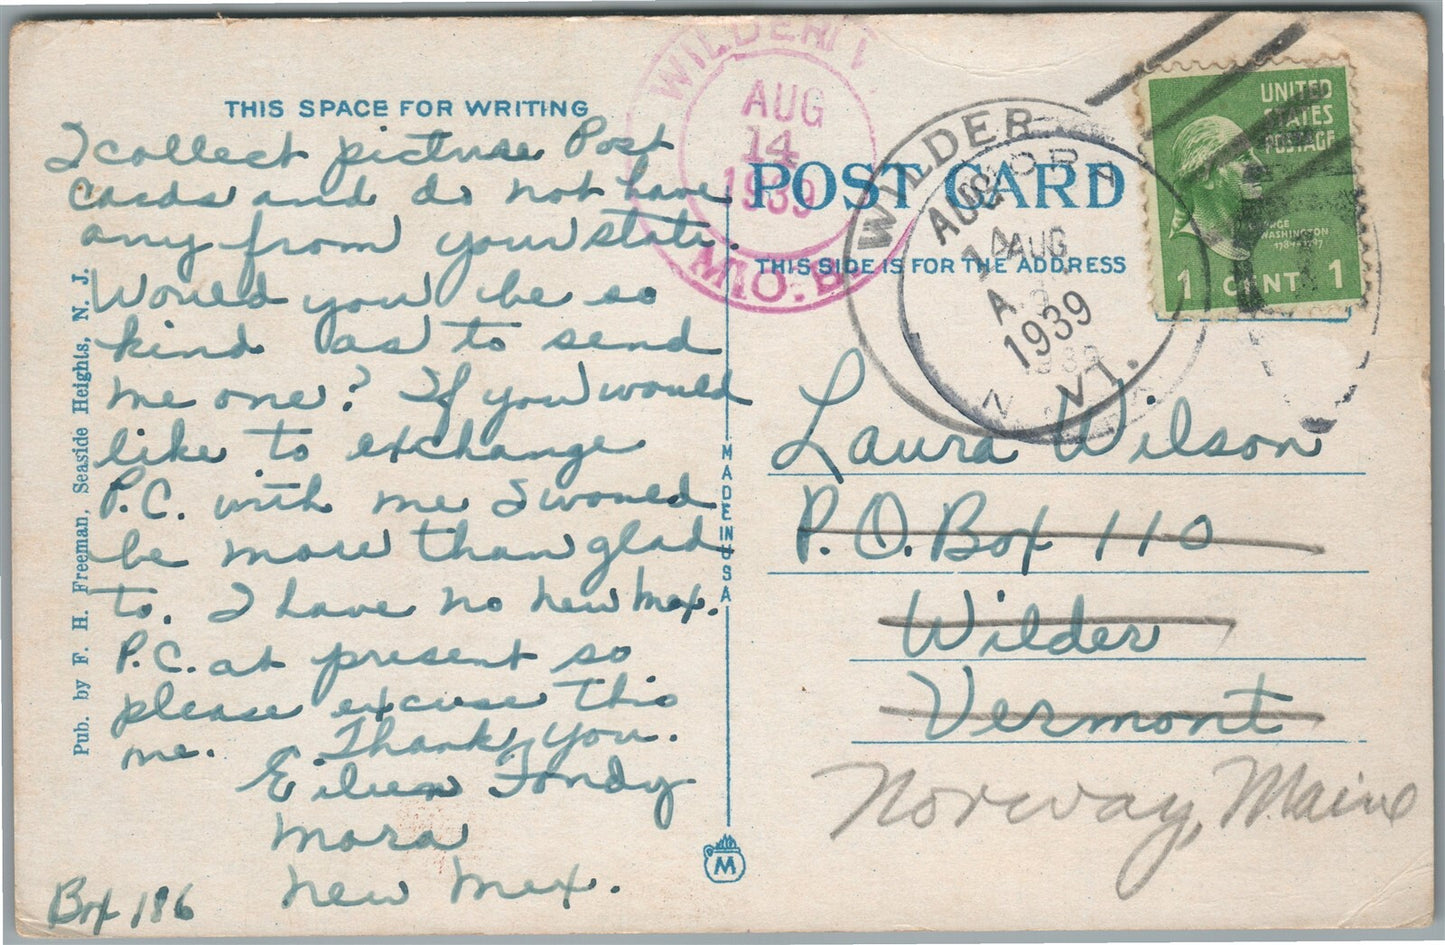 THIS SPACE FOR WRITING
I collect picture Post
cards and do not have
any from your state.
Would you be so
kind as to send
me one? If you would
like to exchange
P.C. with me I would
be more than glad
to. I have no new Mex.
P.C. at present so
please excuse this
me. Thank you.
Eileen Fondy
Mora
New Mex.
Box 186
Pub. by F. H. Freeman, Seaside Heights, N. J.
MADE IN USA
M
WILDER VT
AUG
14
1939
M.O.B
POST CARD
THIS SIDE IS FOR THE ADDRESS
WILDER
AUG
14
A.
1939
VT.
AUG
UNITED
STATES
POSTAGE
GEORGE
WASHINGTON
1789-1797
1 CENT 1
Laura Wilson
P.O. Box 110
Wilder
Vermont
Norway, Maine